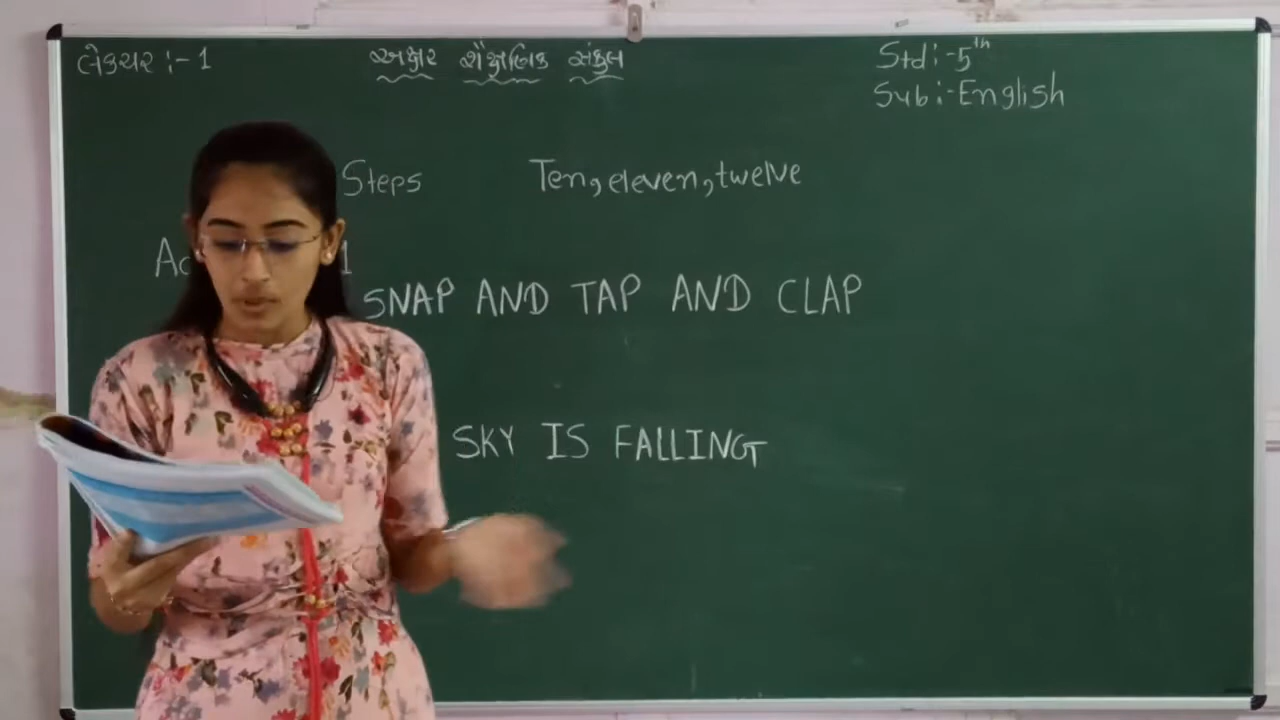 લેકચર :- 1
અક્ષર શૈક્ષણિક સંકુલ
Std :- 5th
Sub :- English
Steps Ten, eleven, twelve
1
SNAP AND TAP AND CLAP
SKY IS FALLING